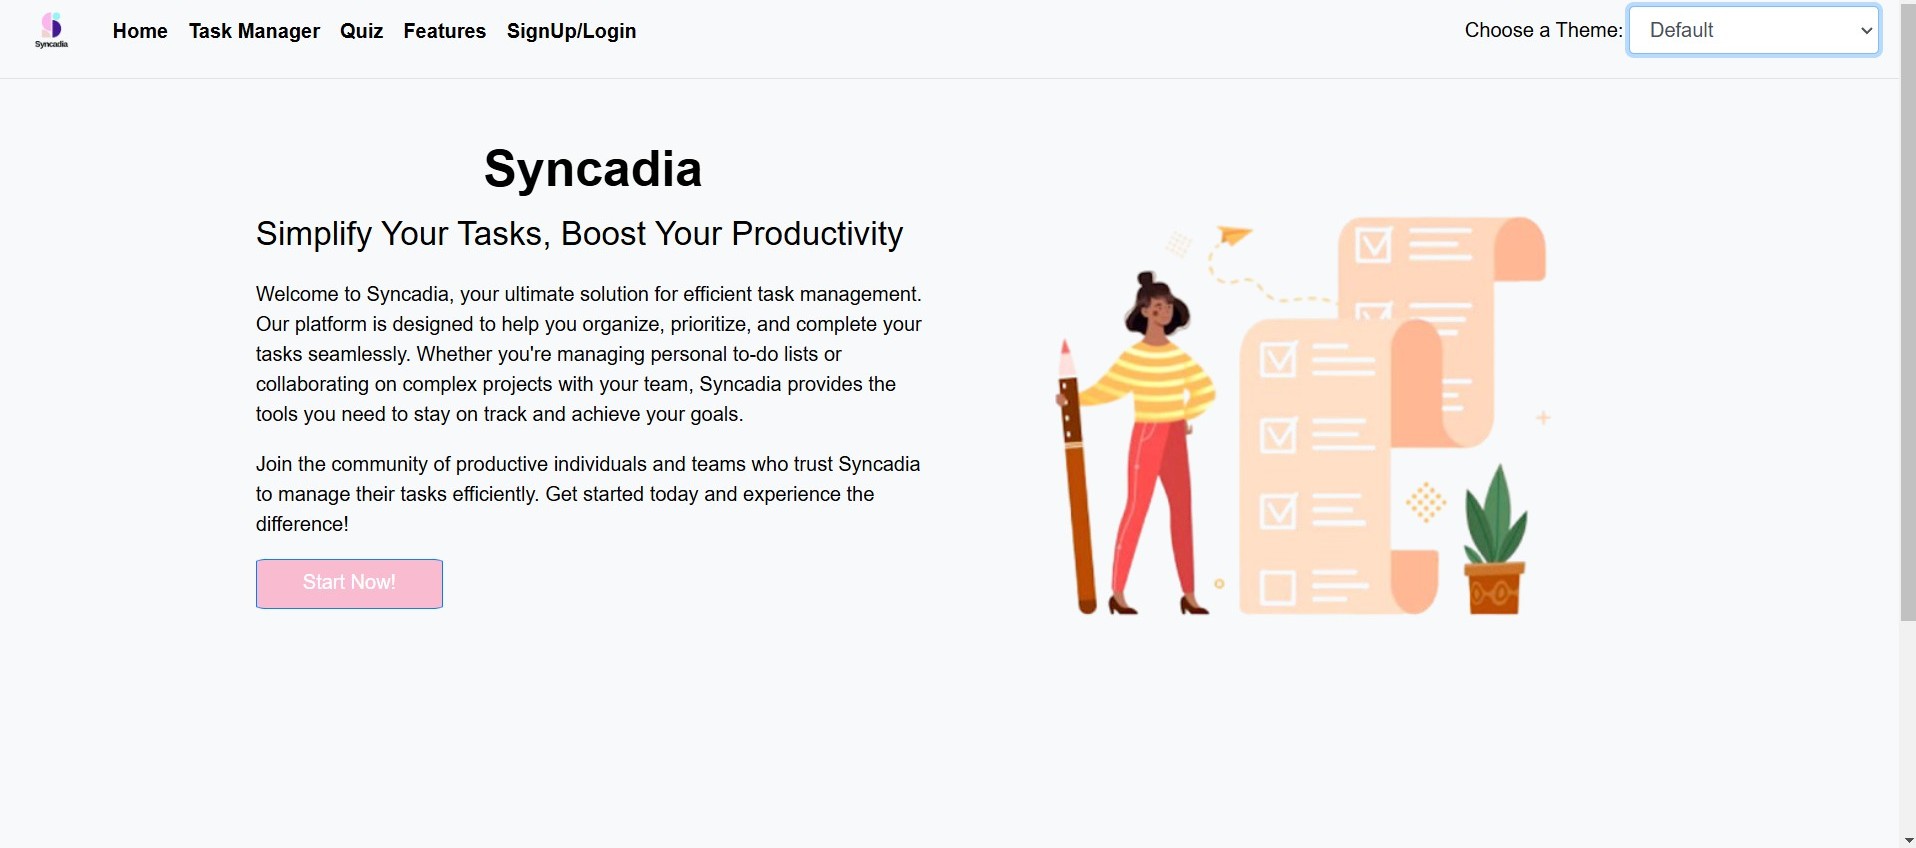 Syncadia
Home Task Manager Quiz Features SignUp/Login
Choose a Theme: Default
Syncadia
Simplify Your Tasks, Boost Your Productivity
Welcome to Syncadia, your ultimate solution for efficient task management.
Our platform is designed to help you organize, prioritize, and complete your
tasks seamlessly. Whether you're managing personal to-do lists or
collaborating on complex projects with your team, Syncadia provides the
tools you need to stay on track and achieve your goals.
Join the community of productive individuals and teams who trust Syncadia
to manage their tasks efficiently. Get started today and experience the
difference!
Start Now!